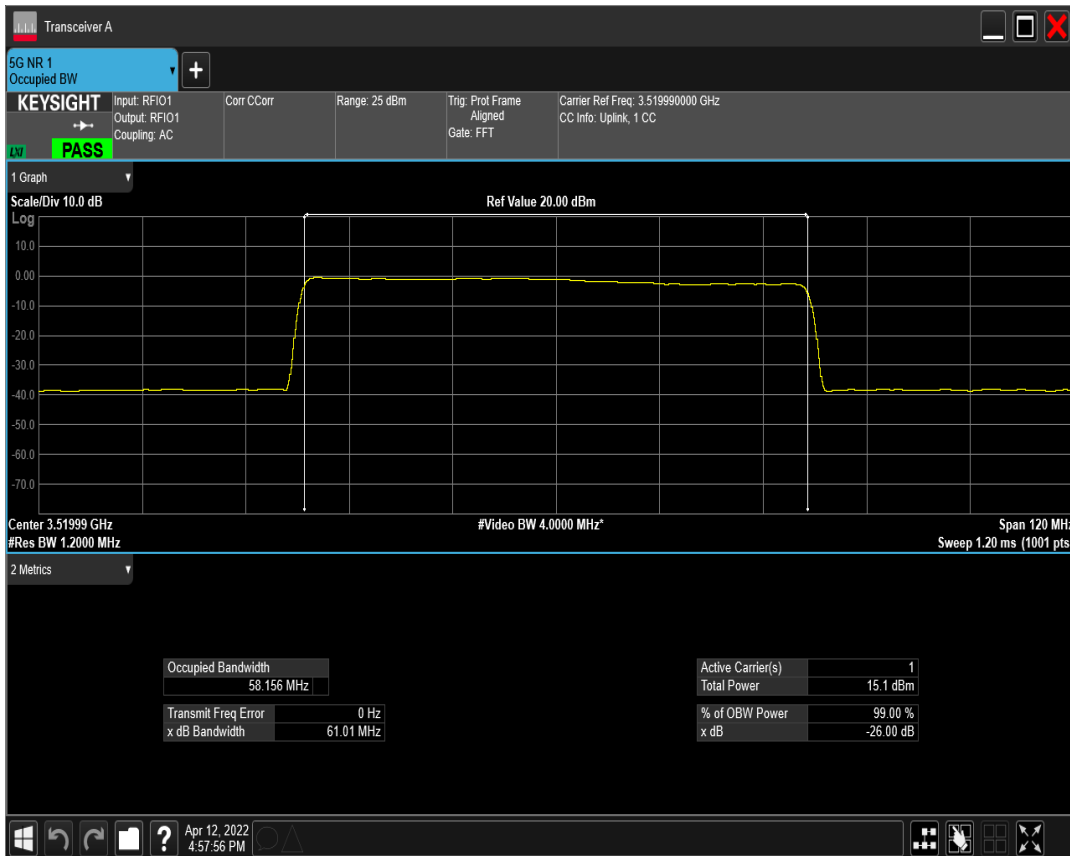 Transceiver A
5G NR 1
Occupied BW
KEYSIGHT
LXI
PASS
Input: RFIO1
Output: RFIO1
Coupling: AC
Corr CCorr
Range: 25 dBm
Trig: Prot Frame
Aligned
Gate: FFT
Carrier Ref Freq: 3.519990000 GHz
CC Info: Uplink, 1 CC
1 Graph
Scale/Div 10.0 dB
Ref Value 20.00 dBm
Log
10.0
0.00
-10.0
-20.0
-30.0
-40.0
-50.0
-60.0
-70.0
Center 3.51999 GHz
#Video BW 4.0000 MHz*
Span 120 MHz
#Res BW 1.2000 MHz
Sweep 1.20 ms (1001 pts
2 Metrics
Occupied Bandwidth
58.156 MHz
Transmit Freq Error 0 Hz
x dB Bandwidth 61.01 MHz
Active Carrier(s) 1
Total Power 15.1 dBm
% of OBW Power 99.00 %
x dB -26.00 dB
?
Apr 12, 2022
4:57:56 PM